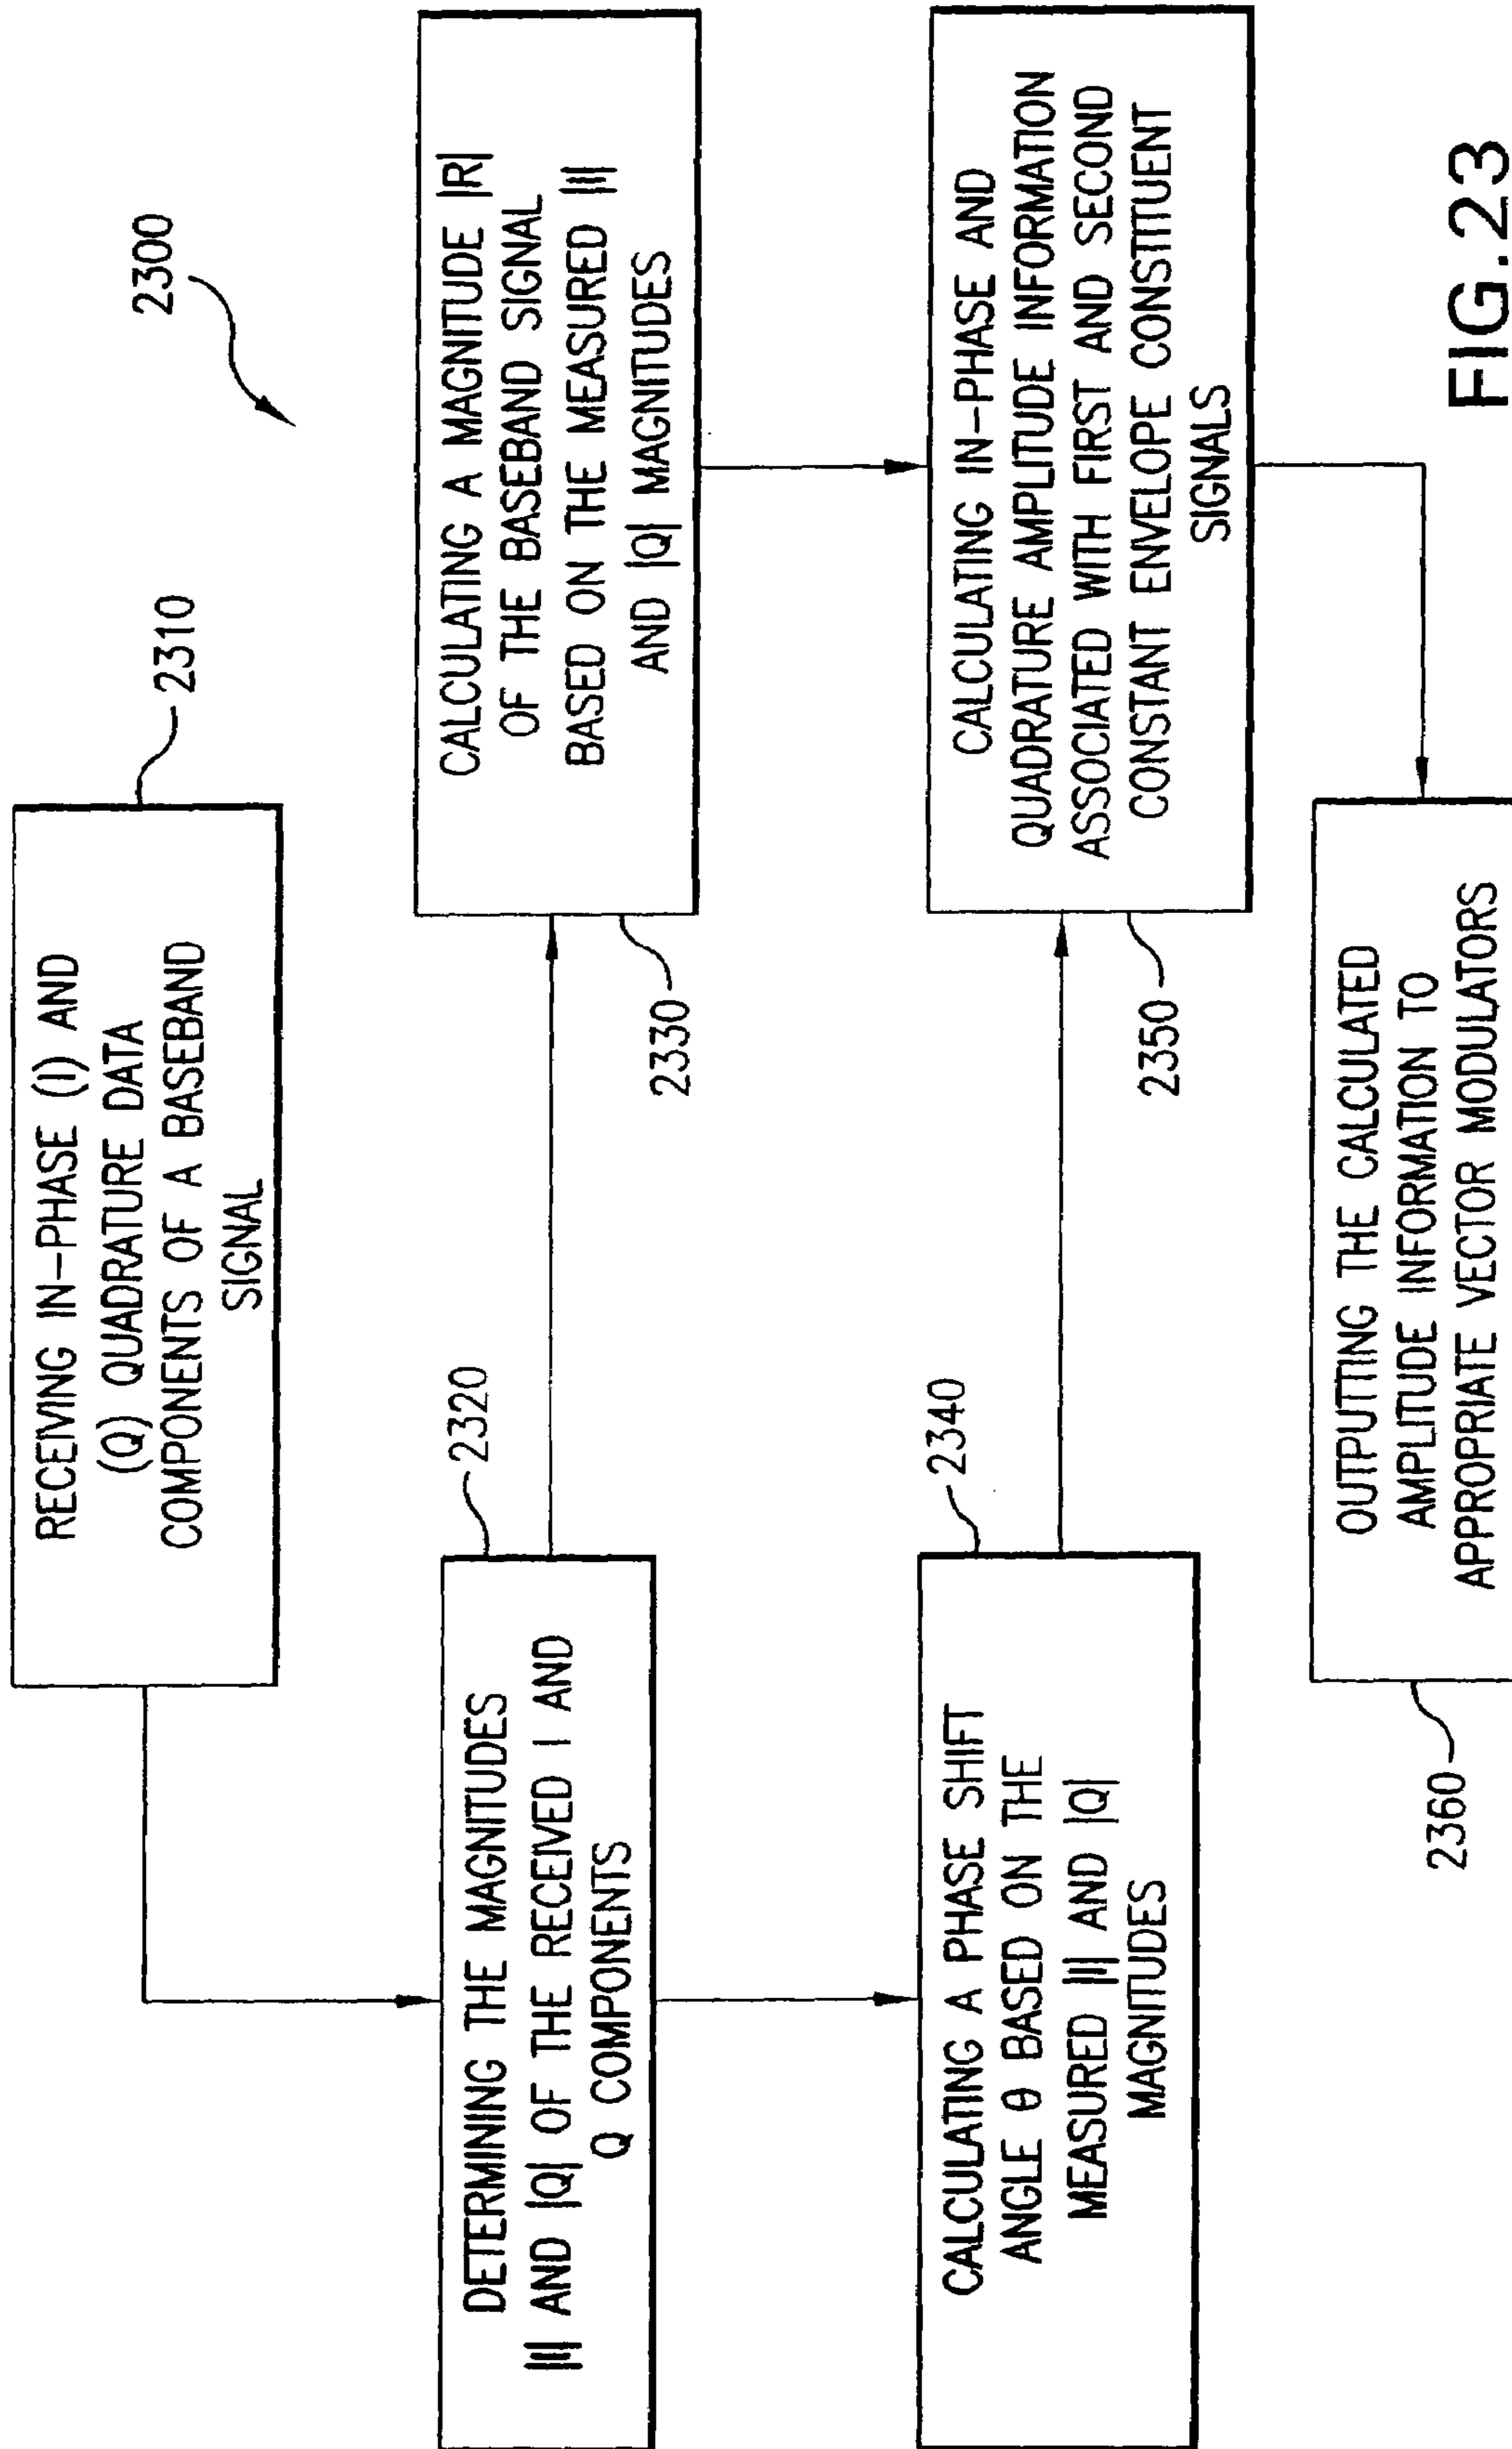 2300
RECEIVING IN-PHASE (I) AND
(Q) QUADRATURE DATA
COMPONENTS OF A BASEBAND
SIGNAL
2310
DETERMINING THE MAGNITUDES
|I| AND |Q| OF THE RECEIVED I AND
Q COMPONENTS
2320
CALCULATING A MAGNITUDE |R|
OF THE BASEBAND SIGNAL
BASED ON THE MEASURED |I|
AND |Q| MAGNITUDES
2330
CALCULATING A PHASE SHIFT
ANGLE θ BASED ON THE
MEASURED |I| AND |Q|
MAGNITUDES
2340
CALCULATING IN-PHASE AND
QUADRATURE AMPLITUDE INFORMATION
ASSOCIATED WITH FIRST AND SECOND
CONSTANT ENVELOPE CONSTITUENT
SIGNALS
2350
OUTPUTTING THE CALCULATED
AMPLITUDE INFORMATION TO
APPROPRIATE VECTOR MODULATORS
2360
FIG.23